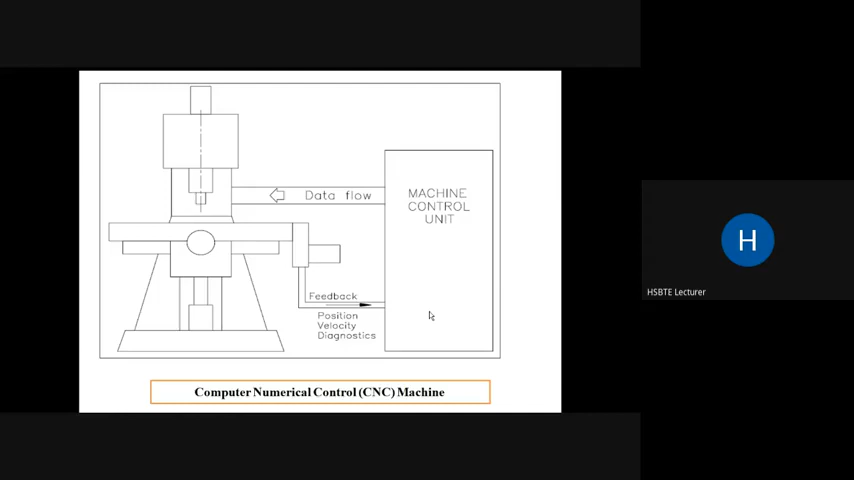 Data flow
MACHINE
CONTROL
UNIT
Feedback
Position
Velocity
Diagnostics
Computer Numerical Control (CNC) Machine
H
HSBTE Lecturer